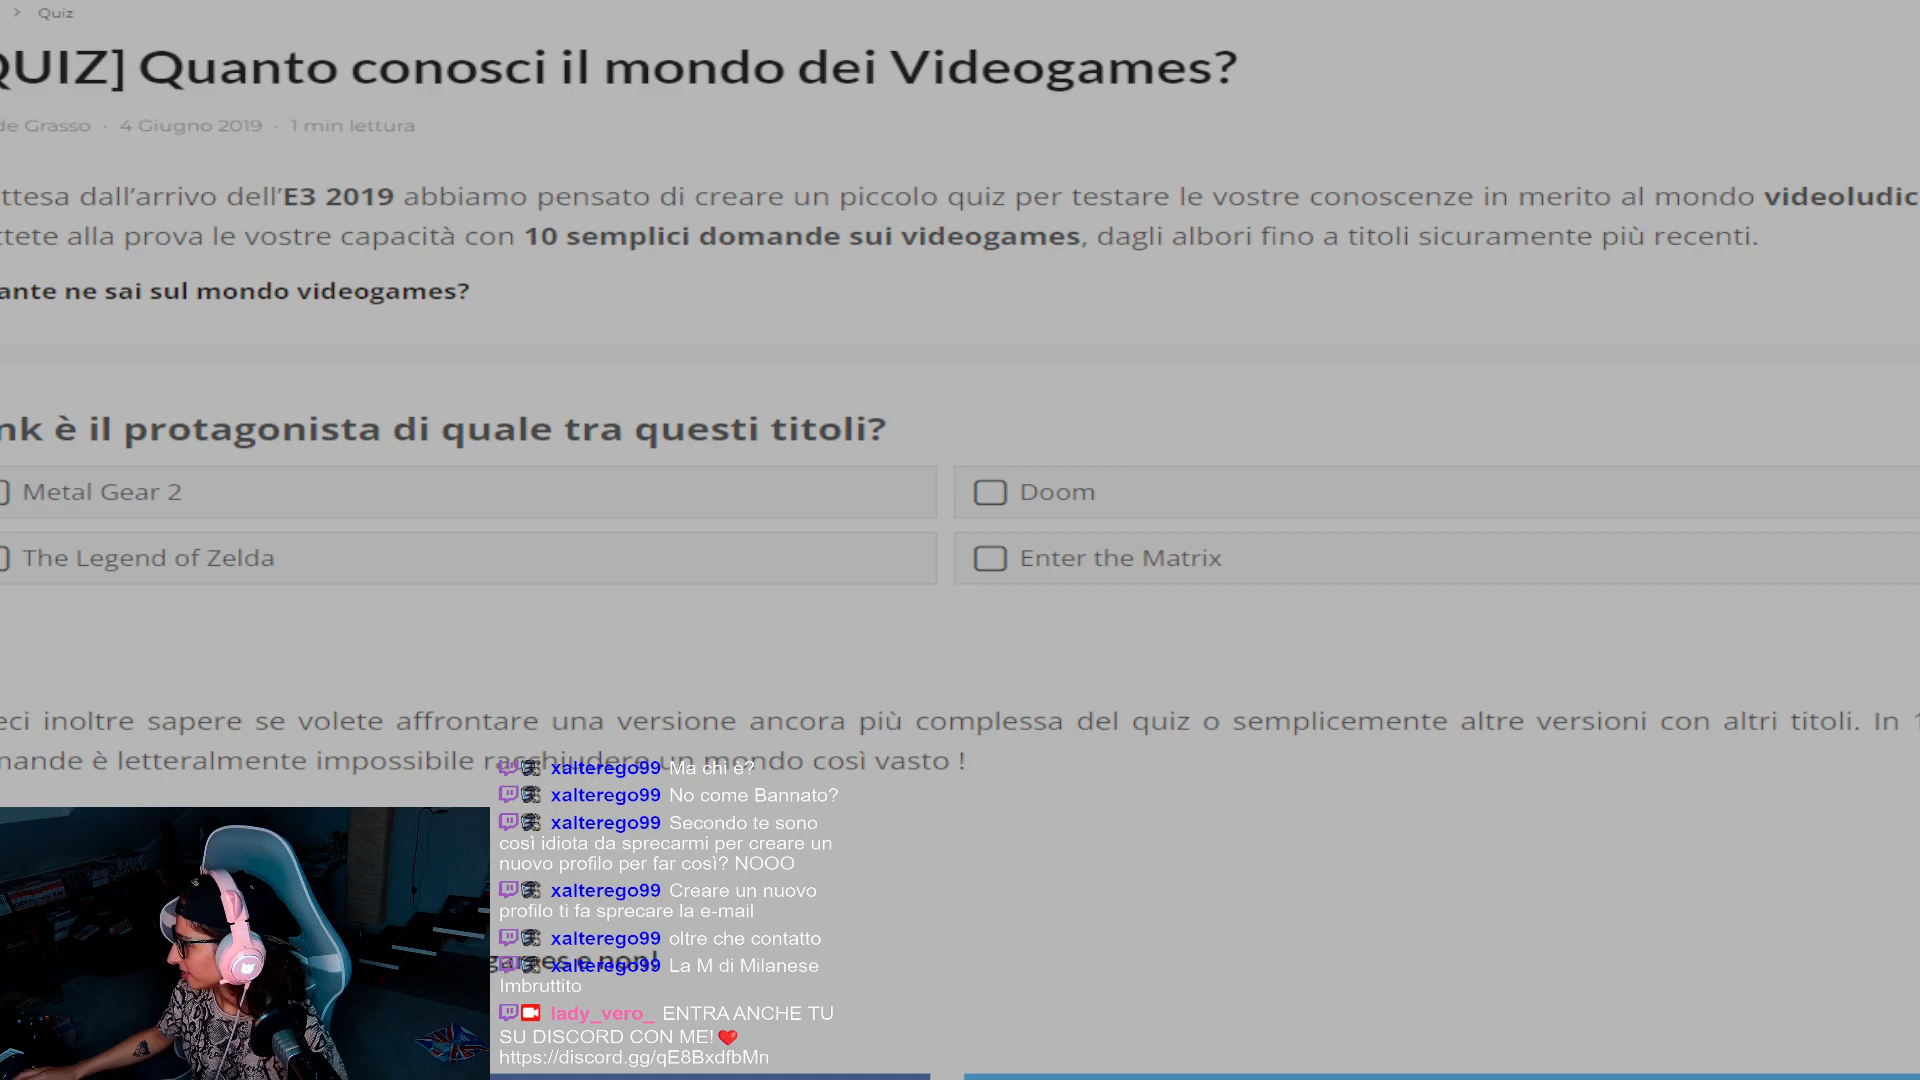 > Quiz
QUIZ] Quanto conosci il mondo dei Videogames?
de Grasso · 4 Giugno 2019 · 1 min lettura
ttesa dall'arrivo dell'E3 2019 abbiamo pensato di creare un piccolo quiz per testare le vostre conoscenze in merito al mondo videoludic
ttete alla prova le vostre capacità con 10 semplici domande sui videogames, dagli albori fino a titoli sicuramente più recenti.
ante ne sai sul mondo videogames?
nk è il protagonista di quale tra questi titoli?
Metal Gear 2
Doom
The Legend of Zelda
Enter the Matrix
eci inoltre sapere se volete affrontare una versione ancora più complessa del quiz o semplicemente altre versioni con altri titoli. In 1
mande è letteralmente impossibile racchiudere un mondo così vasto !
xalterego99 Ma chi è?
xalterego99 No come Bannato?
xalterego99 Secondo te sono
così idiota da sprecarmi per creare un
nuovo profilo per far così? NOOO
xalterego99 Creare un nuovo
profilo ti fa sprecare la e-mail
xalterego99 oltre che contatto
games e non!
xalterego99 La M di Milanese
Imbruttito
lady_vero_ ENTRA ANCHE TU
SU DISCORD CON ME!❤️
https://discord.gg/qE8BxdfbMn